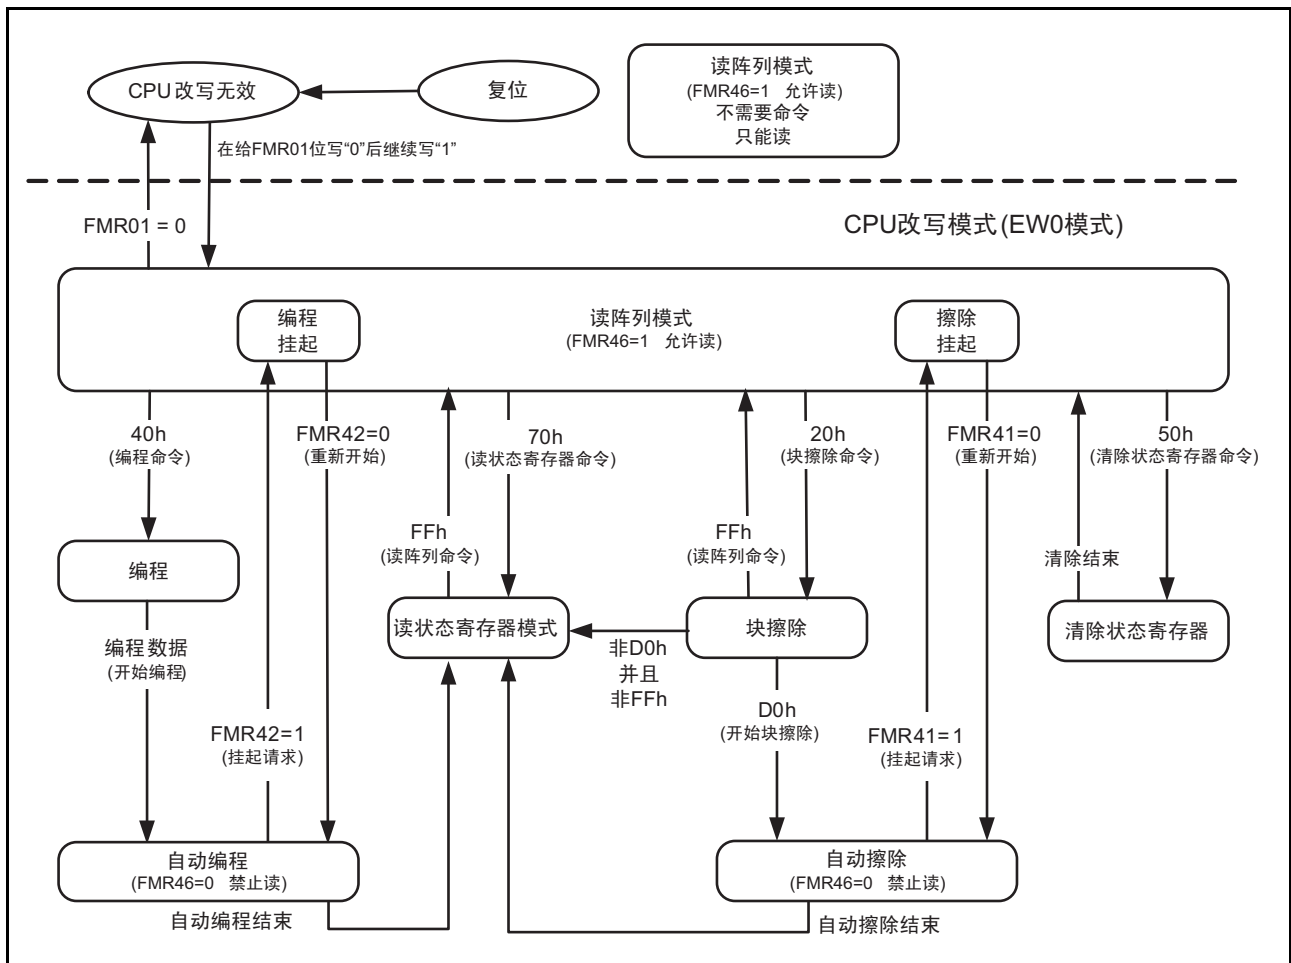 CPU改写无效
复位
读阵列模式
(FMR46=1 允许读)
不需要命令
只能读
在给FMR01位写“0”后继续写“1”
FMR01 = 0
CPU改写模式(EW0模式)
编程
挂起
读阵列模式
(FMR46=1 允许读)
擦除
挂起
40h
(编程命令)
FMR42=0
(重新开始)
70h
(读状态寄存器命令)
20h
(块擦除命令)
FMR41=0
(重新开始)
50h
(清除状态寄存器命令)
FFh
(读阵列命令)
FFh
(读阵列命令)
清除结束
编程
读状态寄存器模式
块擦除
清除状态寄存器
编程数据
(开始编程)
非D0h
并且
非FFh
D0h
(开始块擦除)
FMR42=1
(挂起请求)
FMR41=1
(挂起请求)
自动编程
(FMR46=0 禁止读)
自动擦除
(FMR46=0 禁止读)
自动编程结束
自动擦除结束